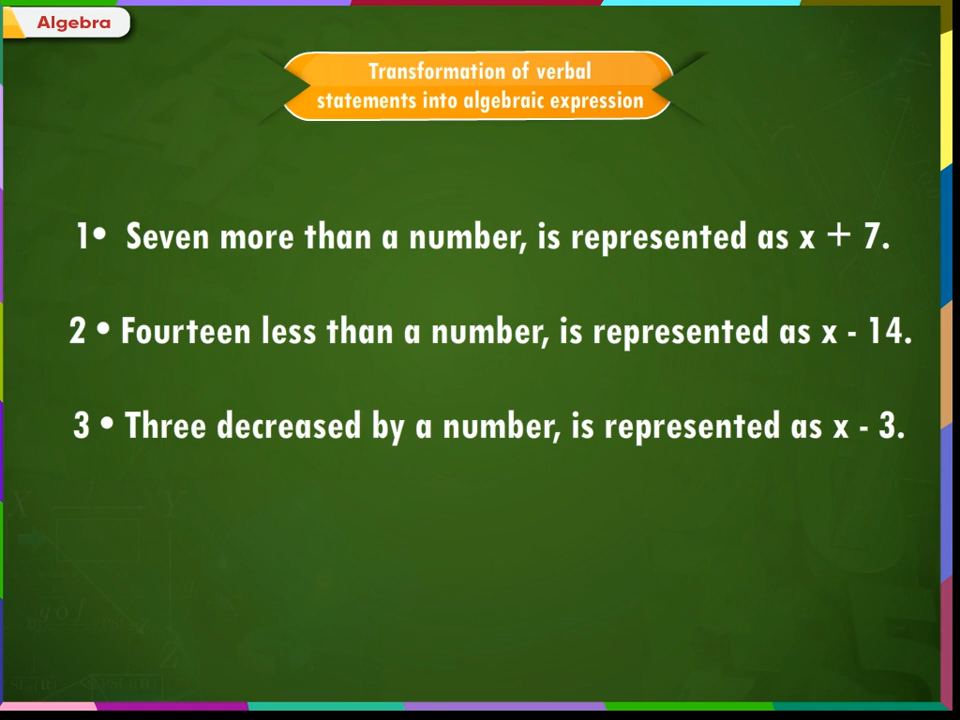 Algebra
Transformation of verbal
statements into algebraic expression
1• Seven more than a number, is represented as x + 7.
2 • Fourteen less than a number, is represented as x - 14.
3 • Three decreased by a number, is represented as x - 3.